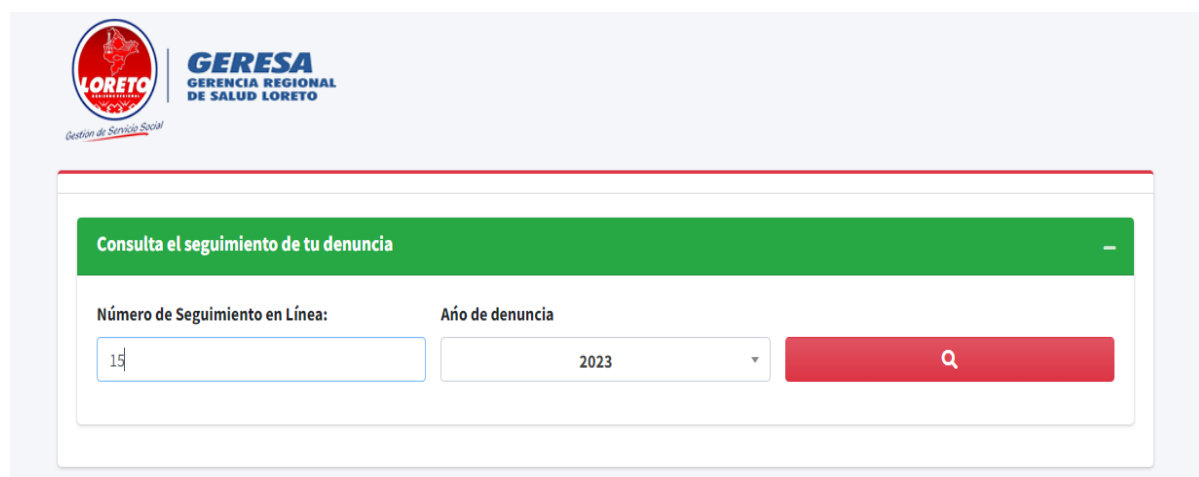 LORETO
GERESA
GERENCIA REGIONAL
DE SALUD LORETO
Gestión de Servicio Social
Consulta el seguimiento de tu denuncia
Número de Seguimiento en Línea:
Ańo de denuncia
15
2023